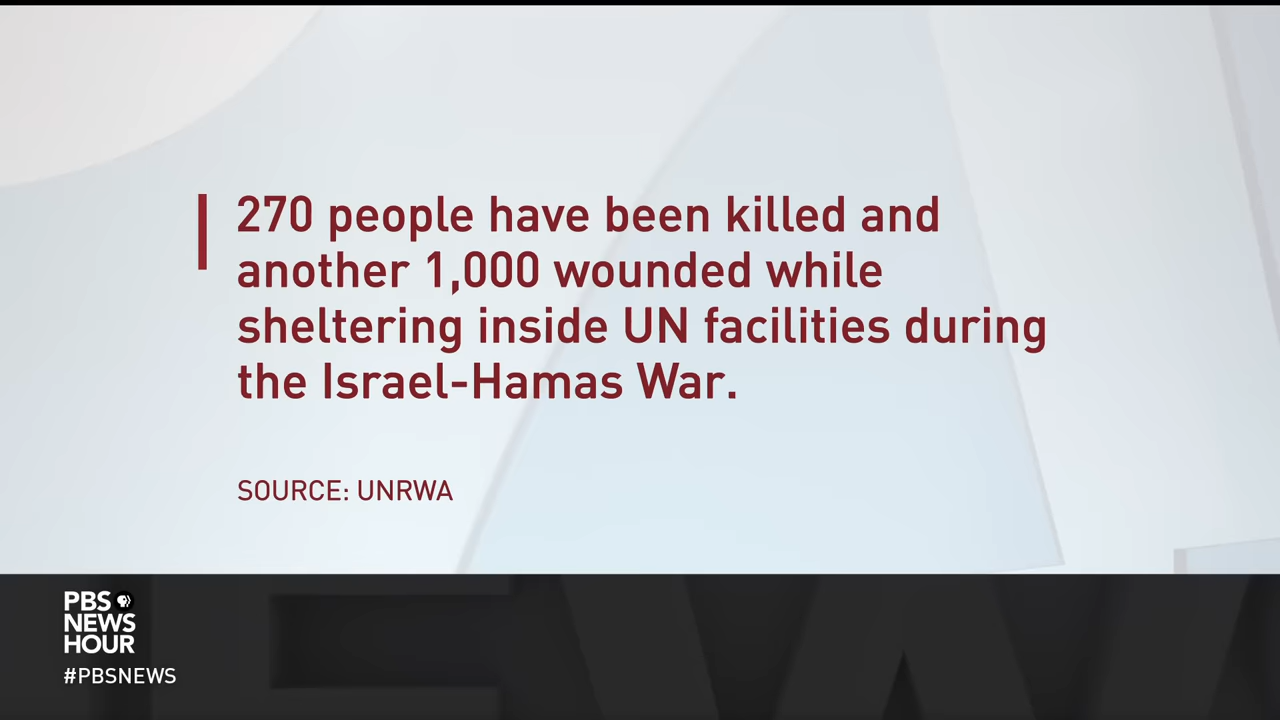 270 people have been killed and
another 1,000 wounded while
sheltering inside UN facilities during
the Israel-Hamas War.
SOURCE: UNRWA
PBS
NEWS
HOUR
#PBSNEWS